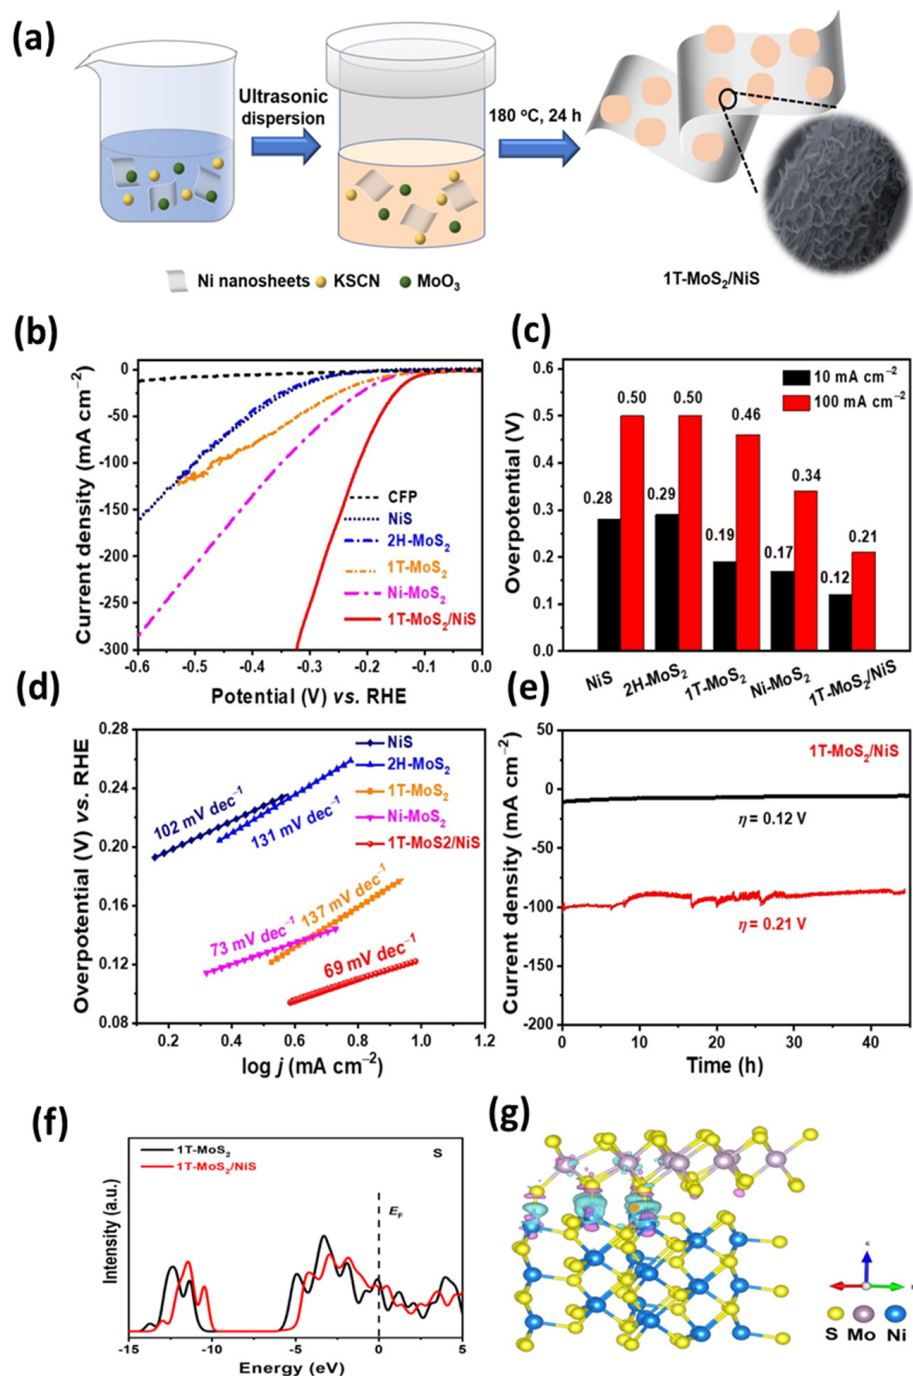 (a)
Ultrasonic
dispersion
180 °C, 24 h
Ni nanosheets
KSCN
MoO₃
1T-MoS₂/NiS
(b)
Current density (mA cm⁻²)
0
-50
-100
-150
-200
-250
-300
CFP
NiS
2H-MoS₂
1T-MoS₂
Ni-MoS₂
1T-MoS₂/NiS
-0.6 -0.5 -0.4 -0.3 -0.2 -0.1 0.0
Potential (V) vs. RHE
(c)
Overpotential (V)
0.6
0.5
0.4
0.3
0.2
0.1
0.0
10 mA cm⁻²
100 mA cm⁻²
0.28 0.50
0.29 0.50
0.19 0.46
0.17 0.34
0.12 0.21
NiS 2H-MoS₂ 1T-MoS₂ Ni-MoS₂ 1T-MoS₂/NiS
(d)
Overpotential (V) vs. RHE
0.28
0.24
0.20
0.16
0.12
0.08
NiS
2H-MoS₂
1T-MoS₂
Ni-MoS₂
1T-MoS2/NiS
102 mV dec⁻¹
131 mV dec⁻¹
137 mV dec⁻¹
73 mV dec⁻¹
69 mV dec⁻¹
0.2 0.4 0.6 0.8 1.0 1.2
log j (mA cm⁻²)
(e)
Current density (mA cm⁻²)
50
0
-50
-100
-150
-200
1T-MoS₂/NiS
η = 0.12 V
η = 0.21 V
0 10 20 30 40
Time (h)
(f)
Intensity (a.u.)
1T-MoS₂
1T-MoS₂/NiS
S
E_F
-15 -10 -5 0 5
Energy (eV)
(g)
c
S Mo Ni